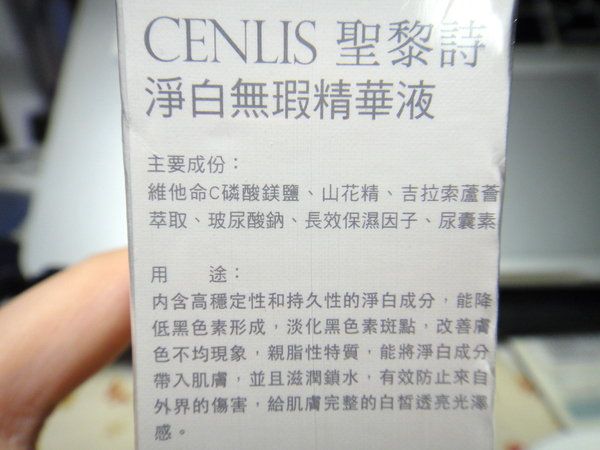 CENLIS 聖黎詩
淨白無瑕精華液
主要成份：
維他命C磷酸鎂鹽、山花精、吉拉索蘆薈
萃取、玻尿酸鈉、長效保濕因子、尿囊素
用 途：
內含高穩定性和持久性的淨白成分，能降
低黑色素形成，淡化黑色素斑點，改善膚
色不均現象，親脂性特質，能將淨白成分
帶入肌膚，並且滋潤鎖水，有效防止來自
外界的傷害，給肌膚完整的白皙透亮光澤
感。